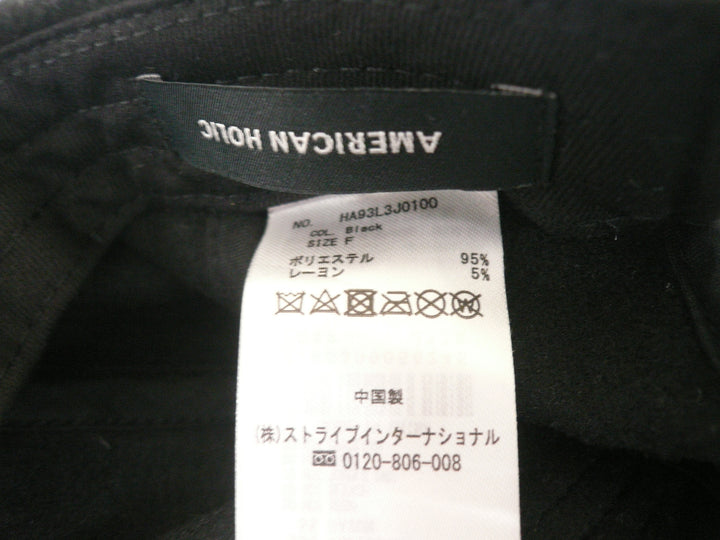 AMERICAN HOLIC
NO. HA93L3J0100
COL. Black
SIZE F
ポリエステル 95%
レーヨン 5%
中国製
(株)ストライプインターナショナル
0120-806-008